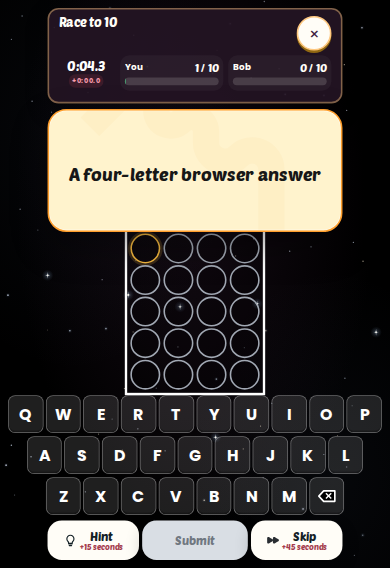 Race to 10
×
0:04.3
+0:00.0
You
1 / 10
Bob
0 / 10
A four-letter browser answer
Q W E R T Y U I O P
A S D F G H J K L
Z X C V B N M
Hint
+15 seconds
Submit
Skip
+45 seconds